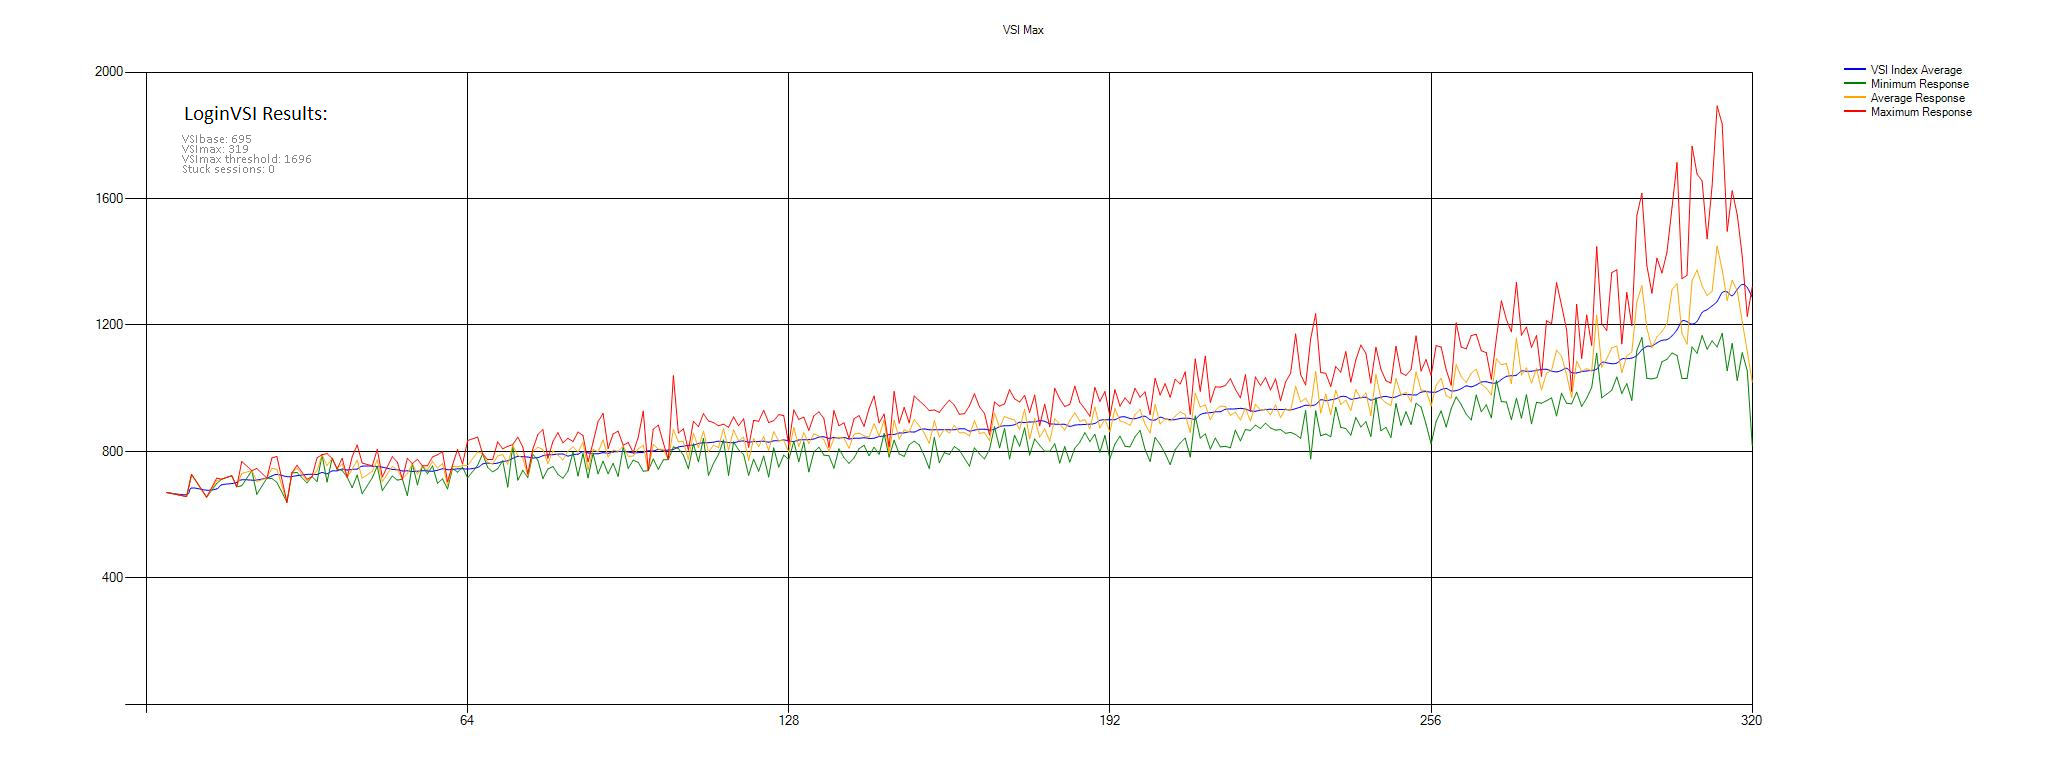 VSI Max
2000
1600
1200
800
400
64
128
192
256
320
LoginVSI Results:
VSIbase: 695
VSImax: 319
VSImax threshold: 1696
Stuck sessions: 0
VSI Index Average
Minimum Response
Average Response
Maximum Response